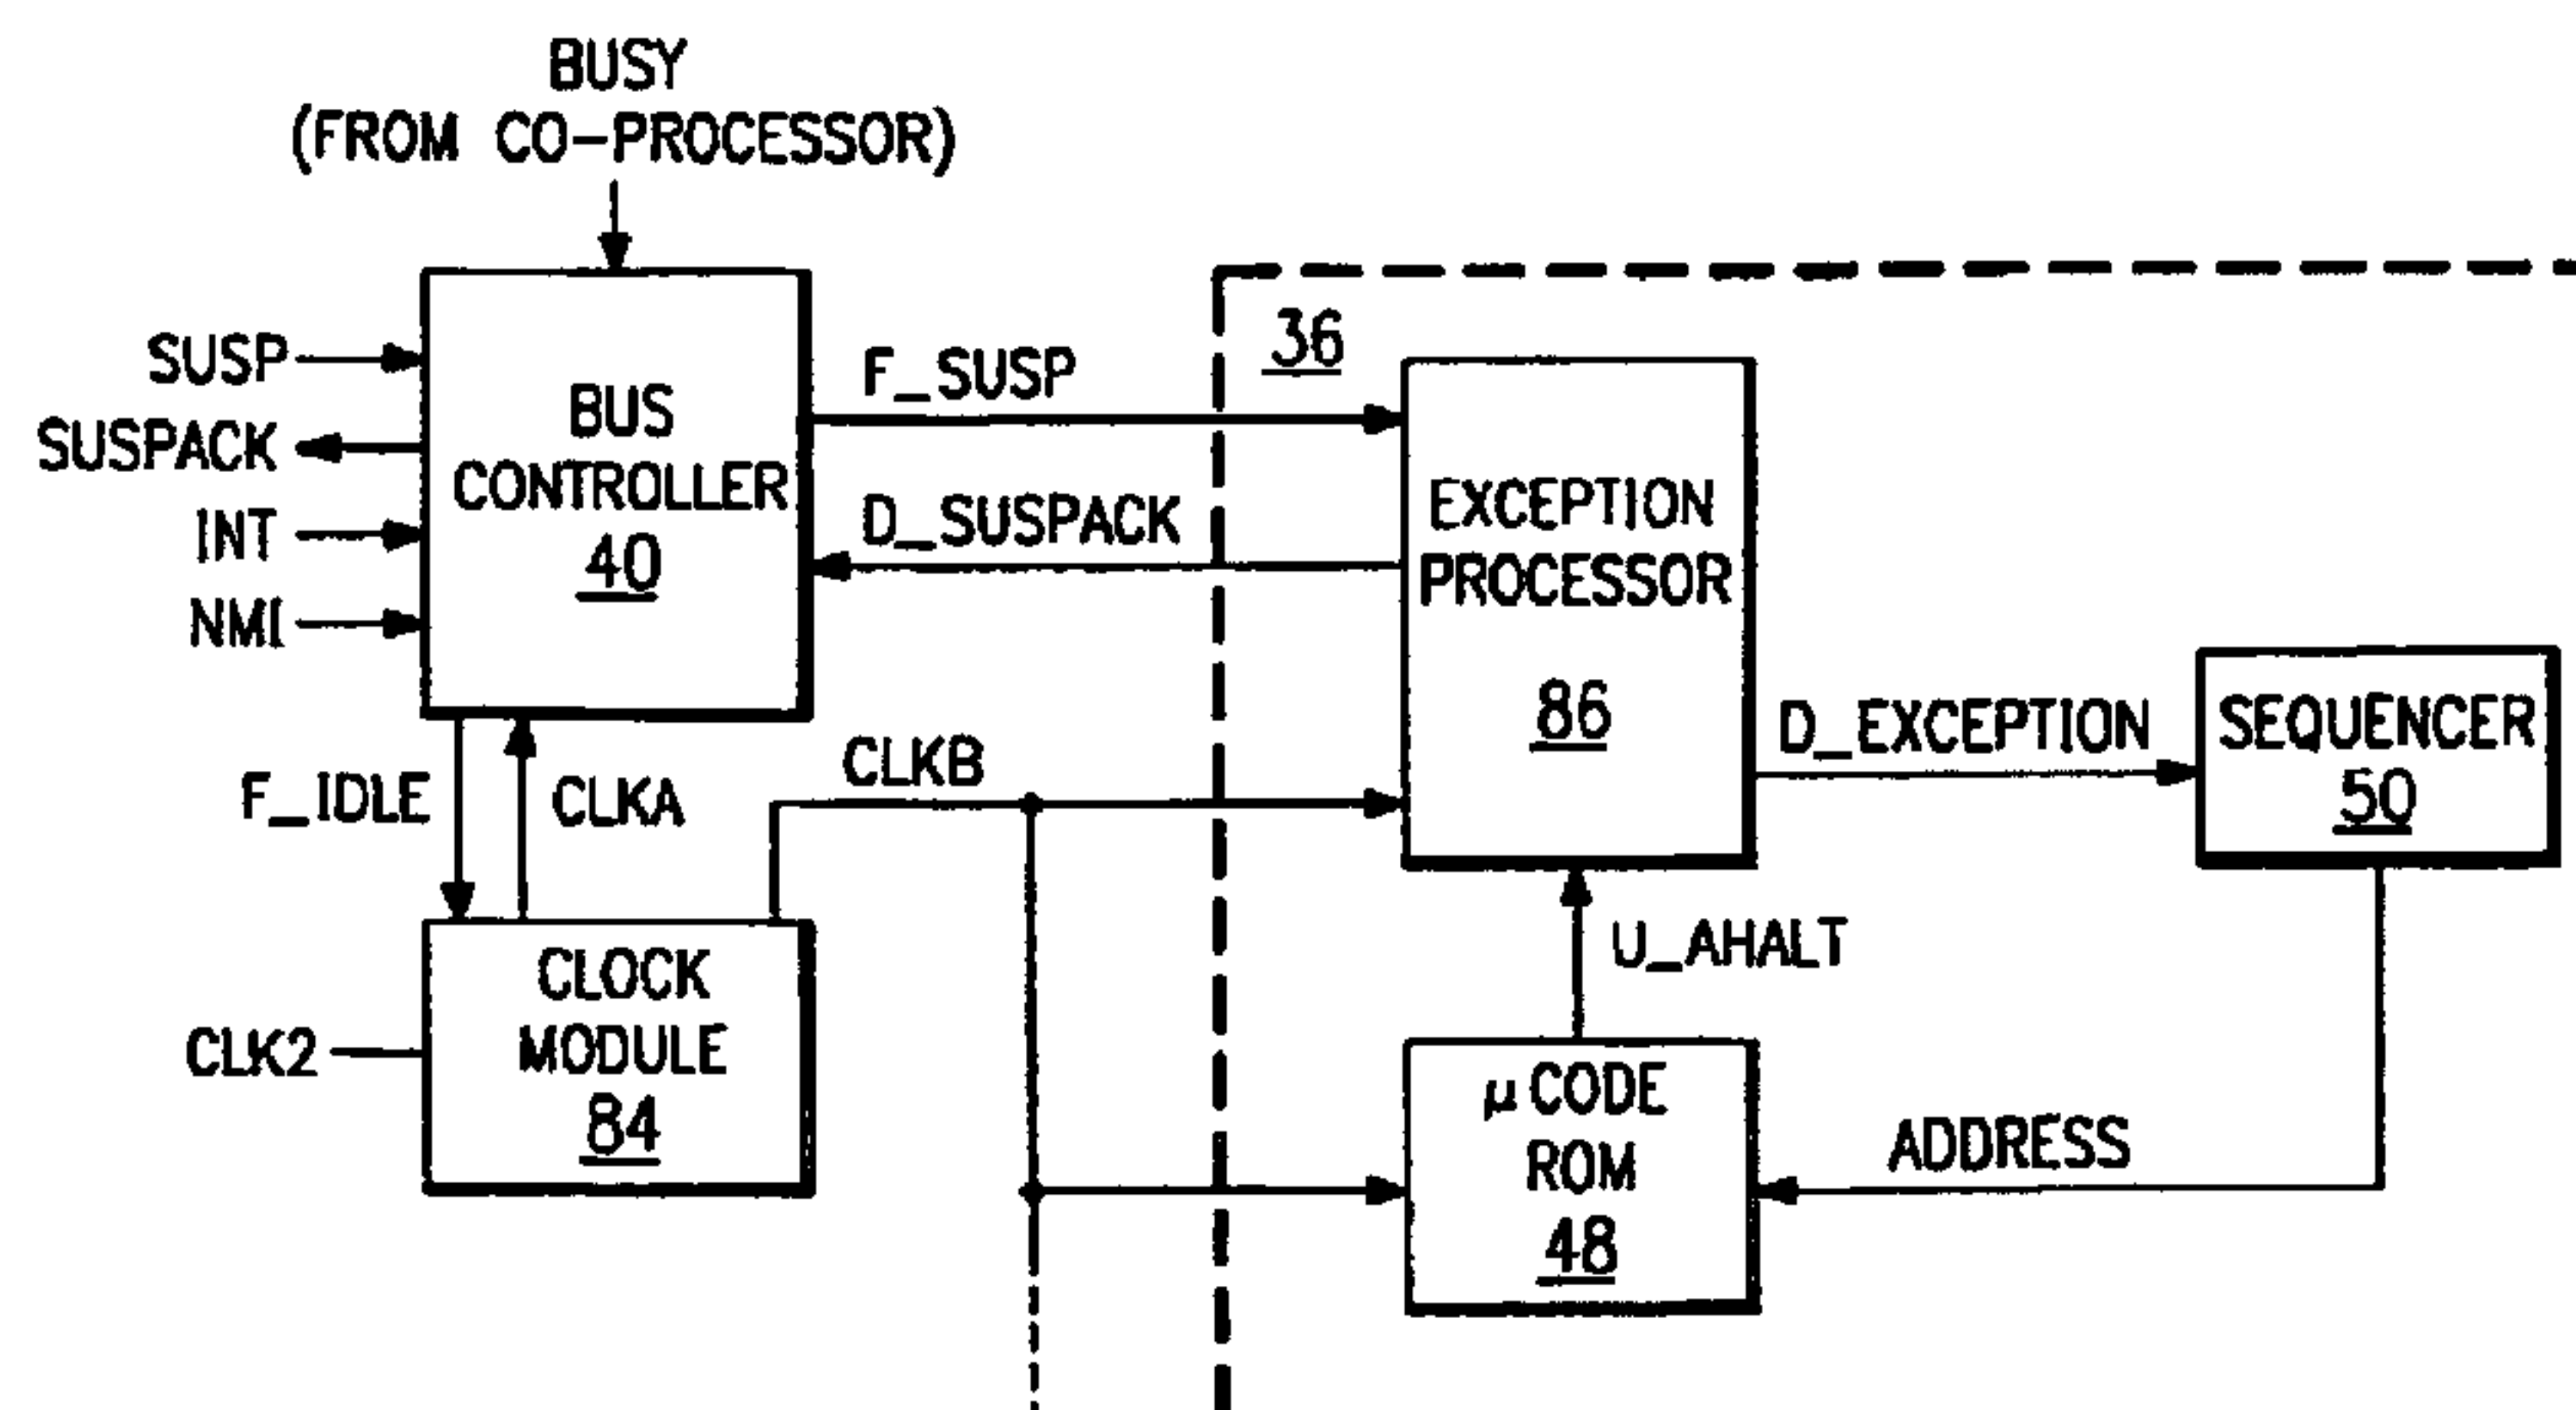 BUSY
(FROM CO-PROCESSOR)
SUSP
SUSPACK
INT
NMI
BUS
CONTROLLER
40
F_SUSP
D_SUSPACK
36
EXCEPTION
PROCESSOR
86
D_EXCEPTION
SEQUENCER
50
F_IDLE
CLKA
CLKB
U_AHALT
CLK2
CLOCK
MODULE
84
μ CODE
ROM
48
ADDRESS